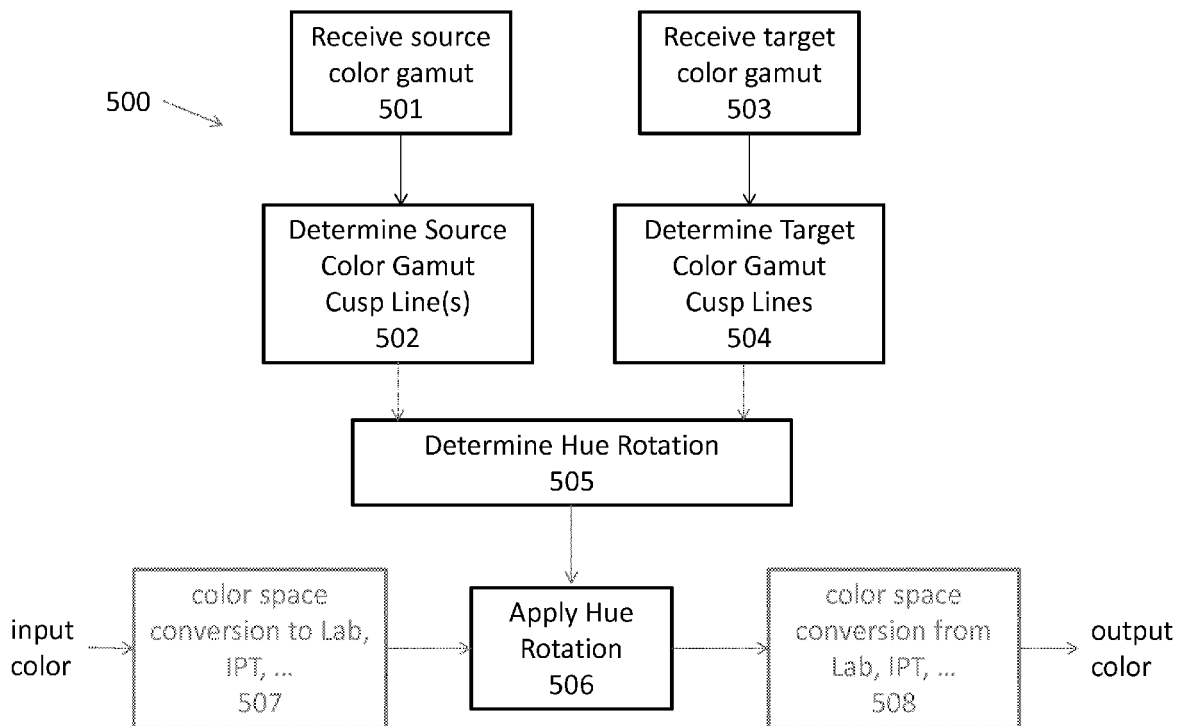 500
Receive source
color gamut
501
Receive target
color gamut
503
Determine Source
Color Gamut
Cusp Line(s)
502
Determine Target
Color Gamut
Cusp Lines
504
Determine Hue Rotation
505
input
color
color space
conversion to Lab,
IPT, ...
507
Apply Hue
Rotation
506
color space
conversion from
Lab, IPT, ...
508
output
color